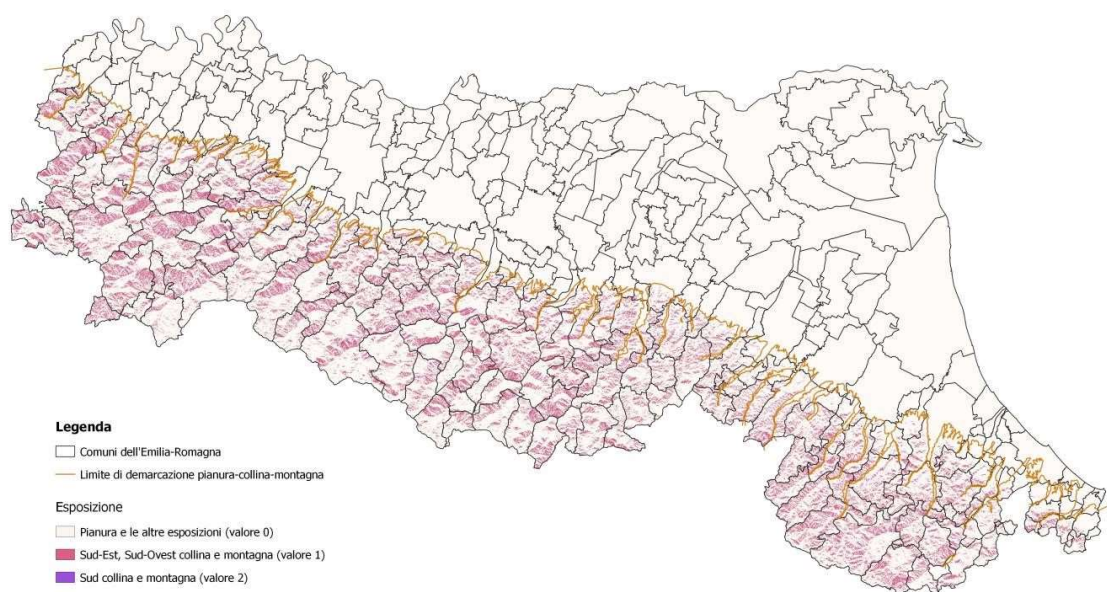 Legenda
Comuni dell'Emilia-Romagna
Limite di demarcazione pianura-collina-montagna
Esposizione
Pianura e le altre esposizioni (valore 0)
Sud-Est, Sud-Ovest collina e montagna (valore 1)
Sud collina e montagna (valore 2)